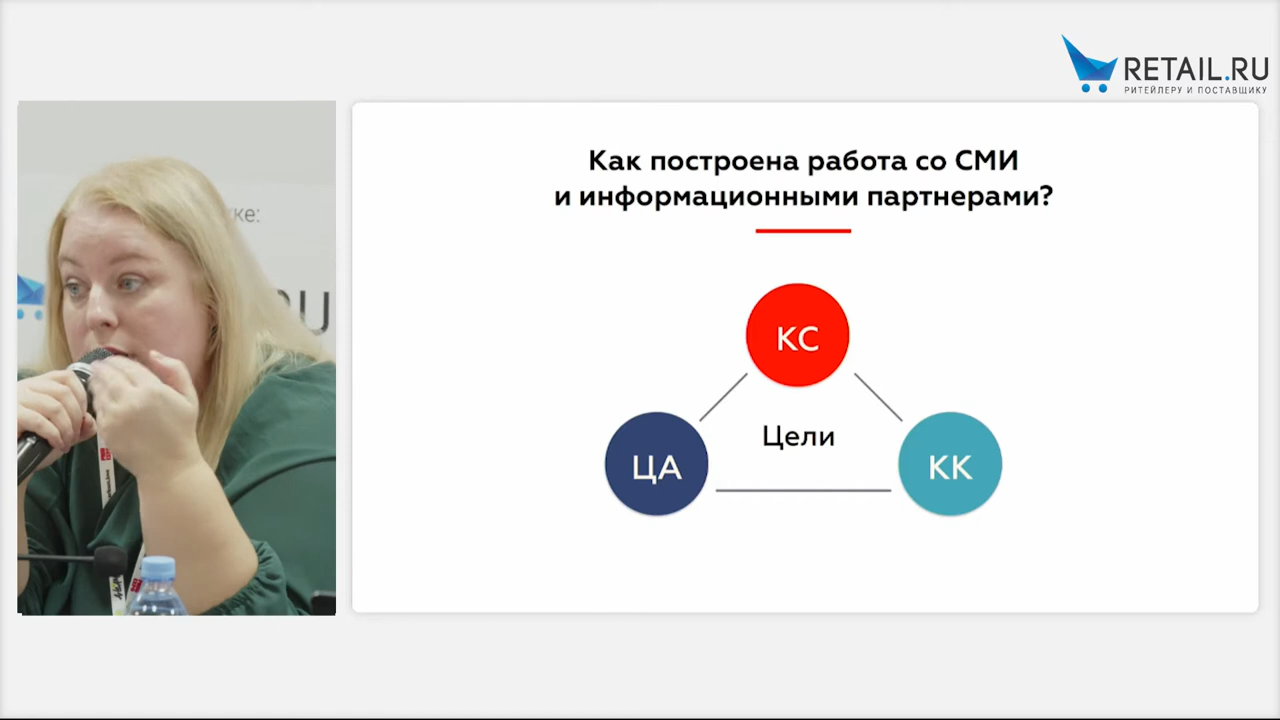 RETAIL.RU
РИТЕЙЛЕРУ И ПОСТАВЩИКУ
Как построена работа со СМИ
и информационными партнерами?
КС
Цели
ЦА
КК